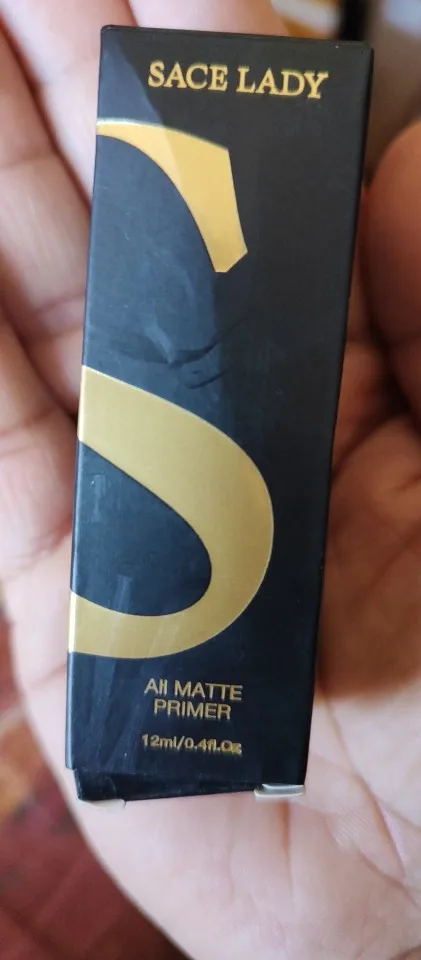 SACE LADY
All MATTE
PRIMER
12ml/0.4fl.Oz